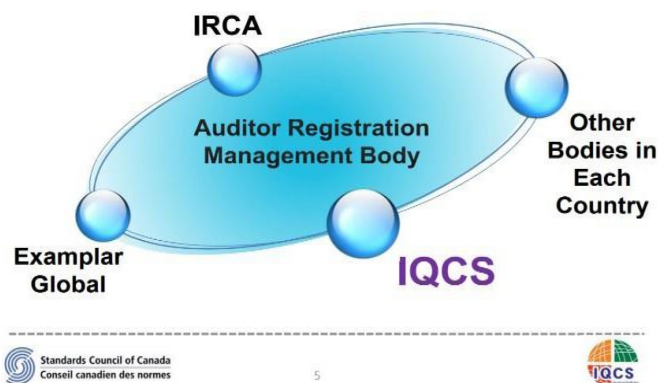 IRCA
Auditor Registration
Management Body
Other
Bodies in
Each
Country
Examplar
Global
IQCS
Standards Council of Canada
Conseil canadien des normes
5
IQCS